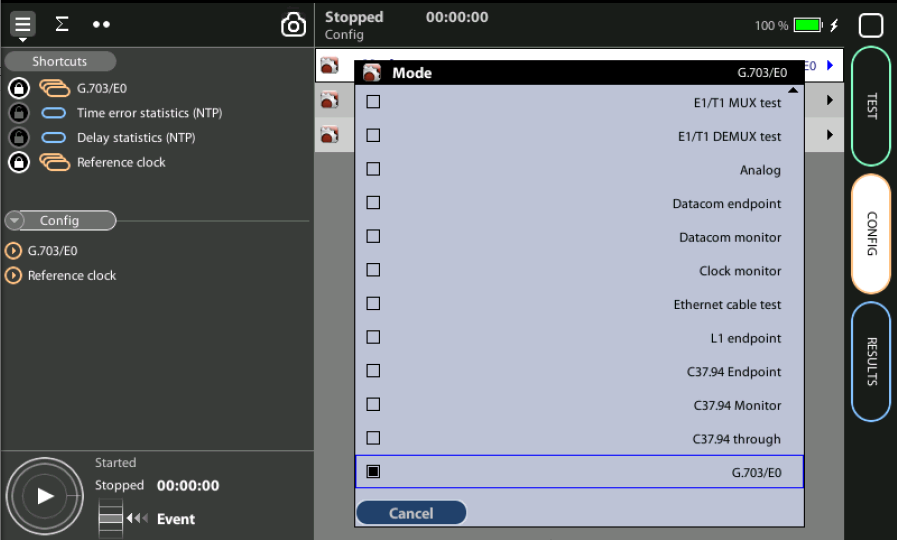 Stopped 00:00:00
Config
100 %
Shortcuts
G.703/E0
Time error statistics (NTP)
Delay statistics (NTP)
Reference clock
Config
G.703/E0
Reference clock
Started
Stopped 00:00:00
Event
E0
Mode G.703/E0
E1/T1 MUX test
E1/T1 DEMUX test
Analog
Datacom endpoint
Datacom monitor
Clock monitor
Ethernet cable test
L1 endpoint
C37.94 Endpoint
C37.94 Monitor
C37.94 through
G.703/E0
Cancel
TEST
CONFIG
RESULTS